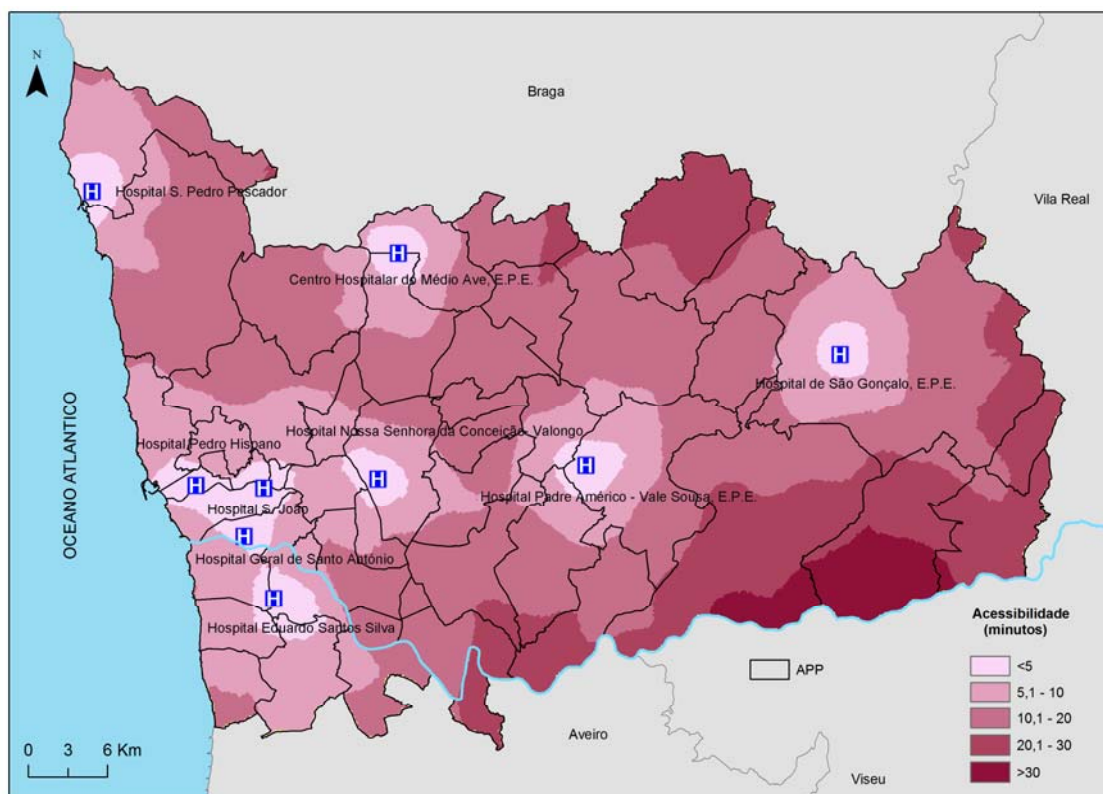 N
Braga
Hospital S. Pedro Pescador
Vila Real
Centro Hospitalar do Médio Ave, E.P.E.
Hospital de São Gonçalo, E.P.E.
OCEANO ATLANTICO
Hospital Nossa Senhora da Conceição- Valongo
Hospital Pedro Hispano
Hospital Padre Américo - Vale Sousa, E.P.E.
Hospital S. João
Hospital Geral de Santo António
Hospital Eduardo Santos Silva
Acessibilidade
(minutos)
<5
5,1 - 10
10,1 - 20
20,1 - 30
>30
APP
Aveiro
Viseu
0 3 6 Km
H
H
H
H
H
H
H
H
H